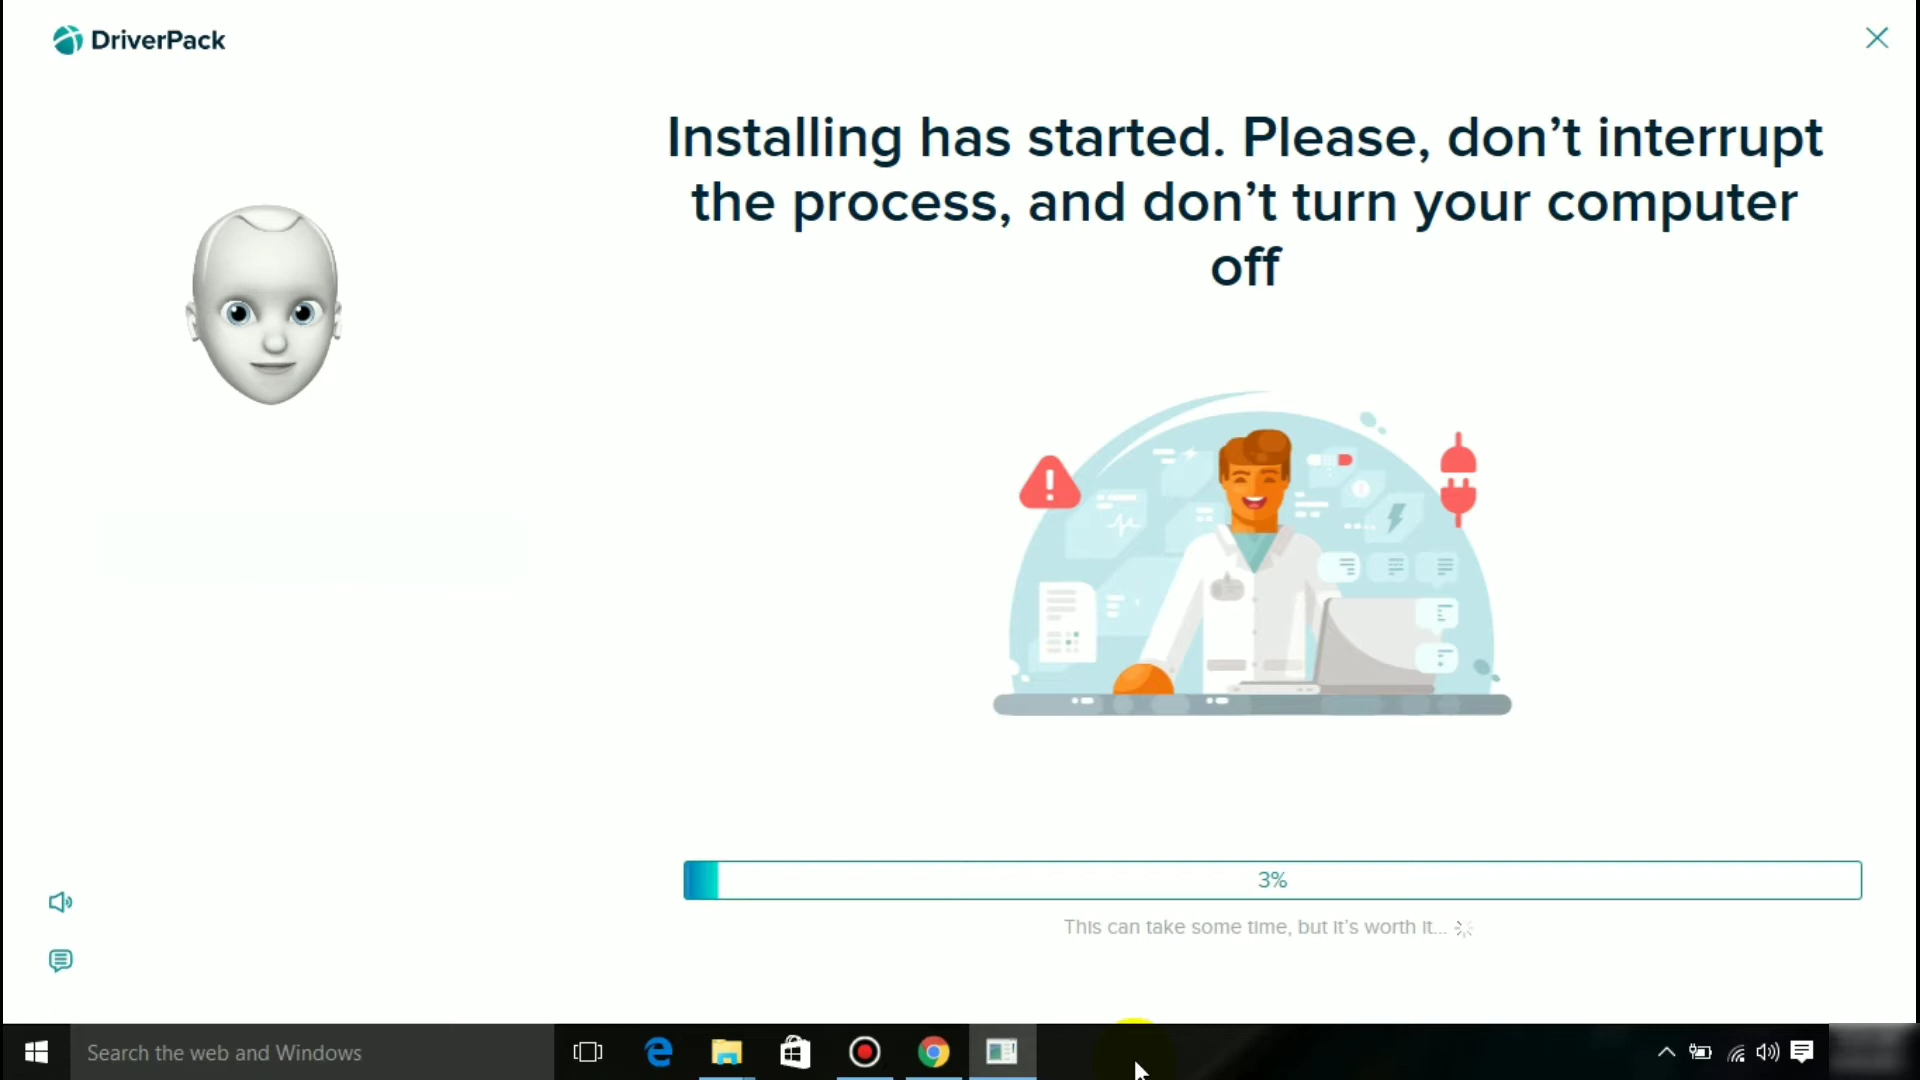 DriverPack
Installing has started. Please, don’t interrupt
the process, and don’t turn your computer
off
3%
This can take some time, but it’s worth it...
Search the web and Windows